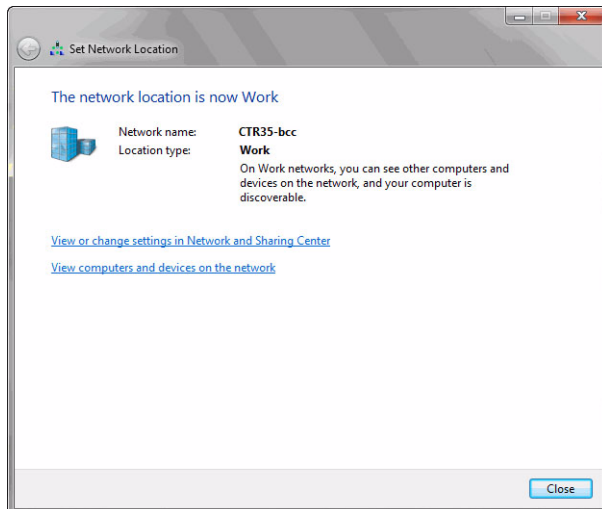 Set Network Location
The network location is now Work
Network name: CTR35-bcc
Location type: Work
On Work networks, you can see other computers and
devices on the network, and your computer is
discoverable.
View or change settings in Network and Sharing Center
View computers and devices on the network
Close